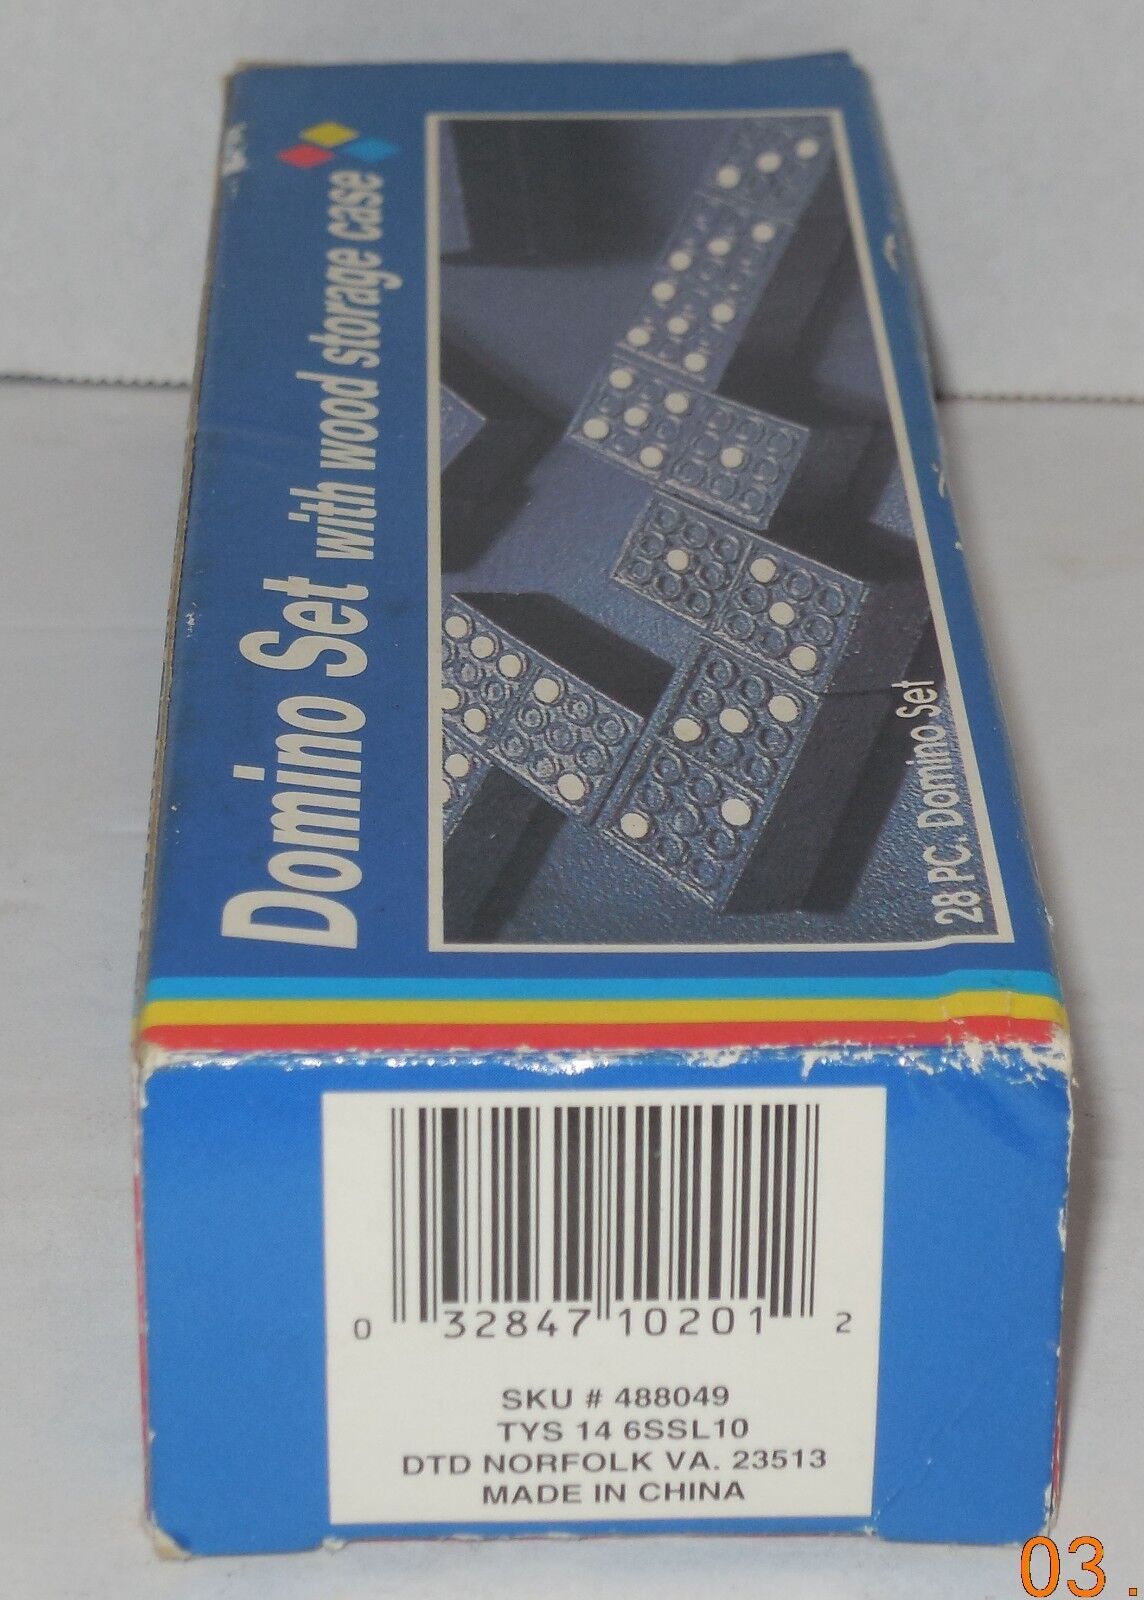 Domino Set with wood storage case
28 PC. Domino Set
0 32847 10201 2
SKU # 488049
TYS 14 6SSL10
DTD NORFOLK VA. 23513
MADE IN CHINA
03 .